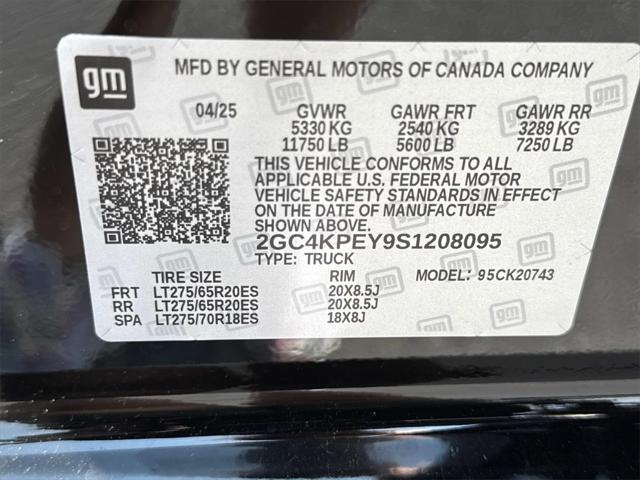 gm
MFD BY GENERAL MOTORS OF CANADA COMPANY
04/25 GVWR GAWR FRT GAWR RR
5330 KG 2540 KG 3289 KG
11750 LB 5600 LB 7250 LB
THIS VEHICLE CONFORMS TO ALL
APPLICABLE U.S. FEDERAL MOTOR
VEHICLE SAFETY STANDARDS IN EFFECT
ON THE DATE OF MANUFACTURE
SHOWN ABOVE.
2GC4KPEY9S1208095
TYPE: TRUCK
TIRE SIZE RIM MODEL: 95CK20743
FRT LT275/65R20ES 20X8.5J
RR LT275/65R20ES 20X8.5J
SPA LT275/70R18ES 18X8J